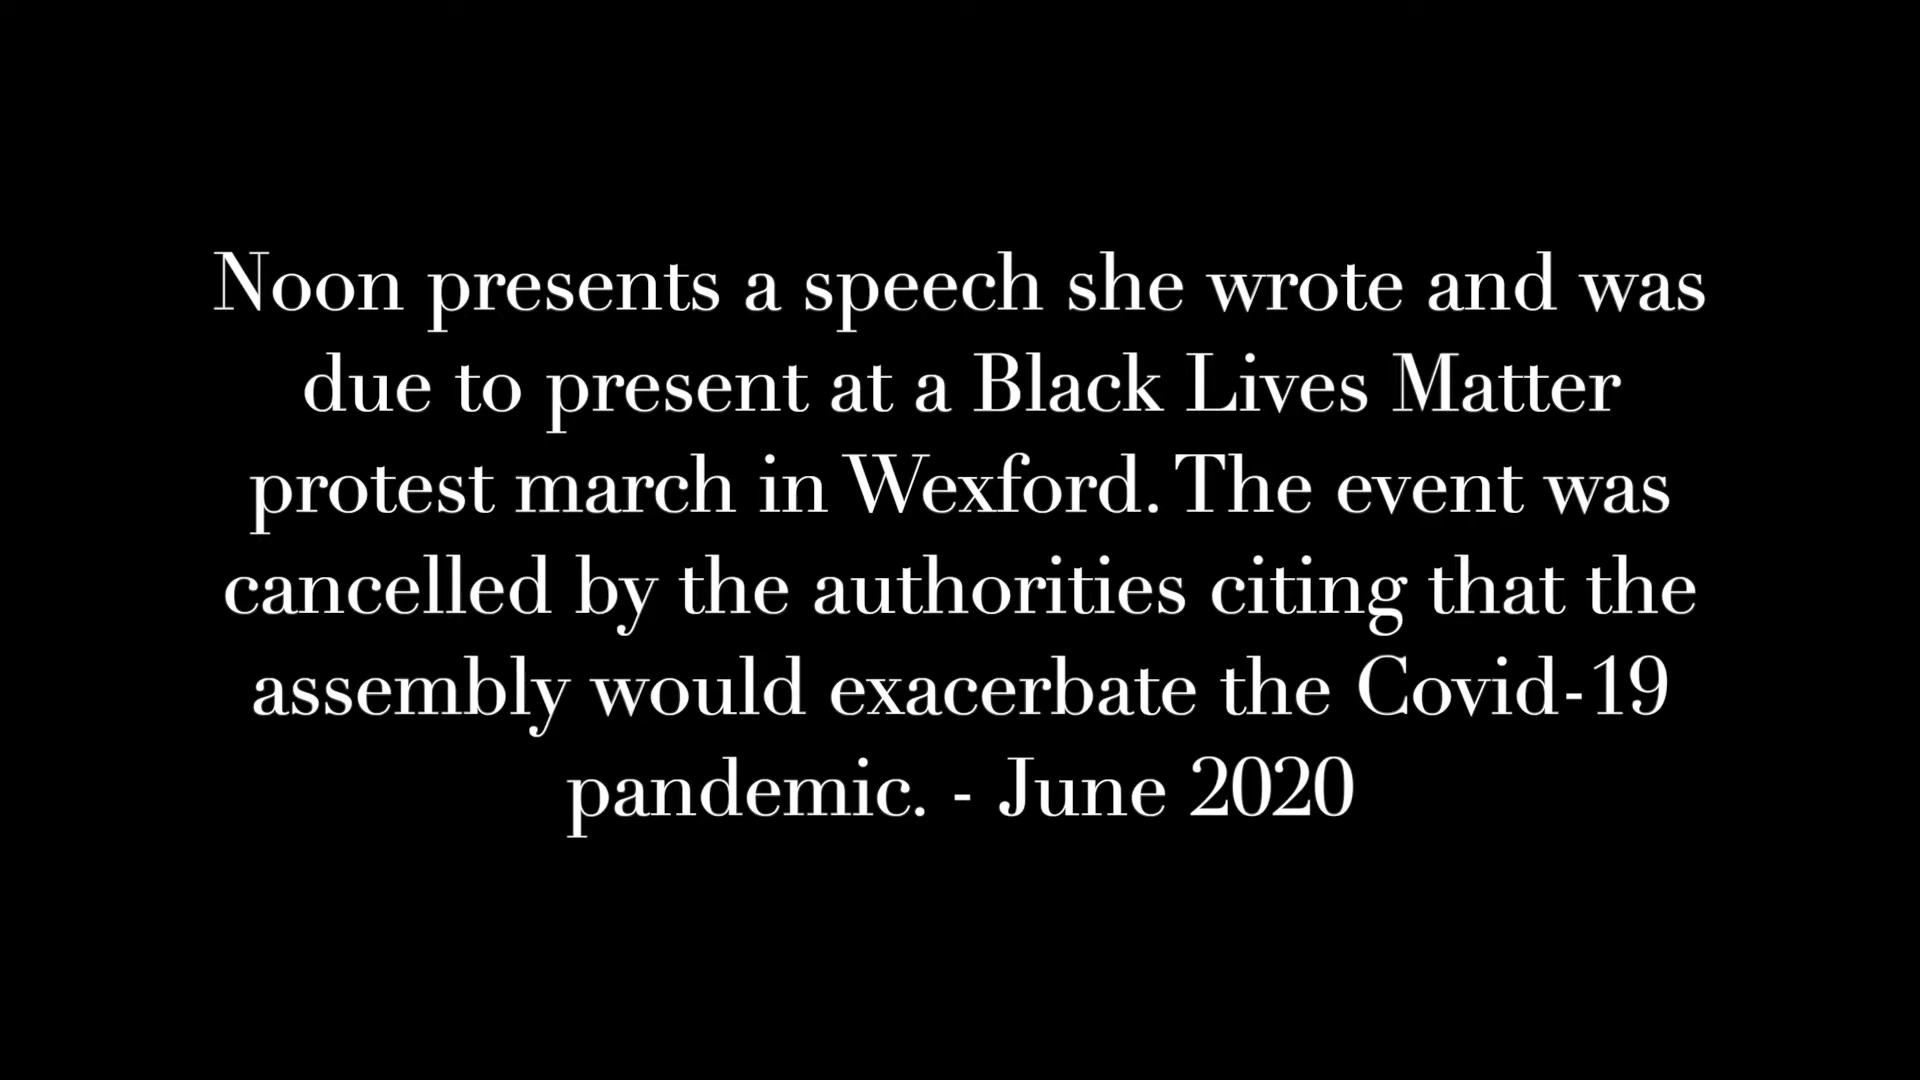 Noon presents a speech she wrote and was
due to present at a Black Lives Matter
protest march in Wexford. The event was
cancelled by the authorities citing that the
assembly would exacerbate the Covid-19
pandemic. - June 2020